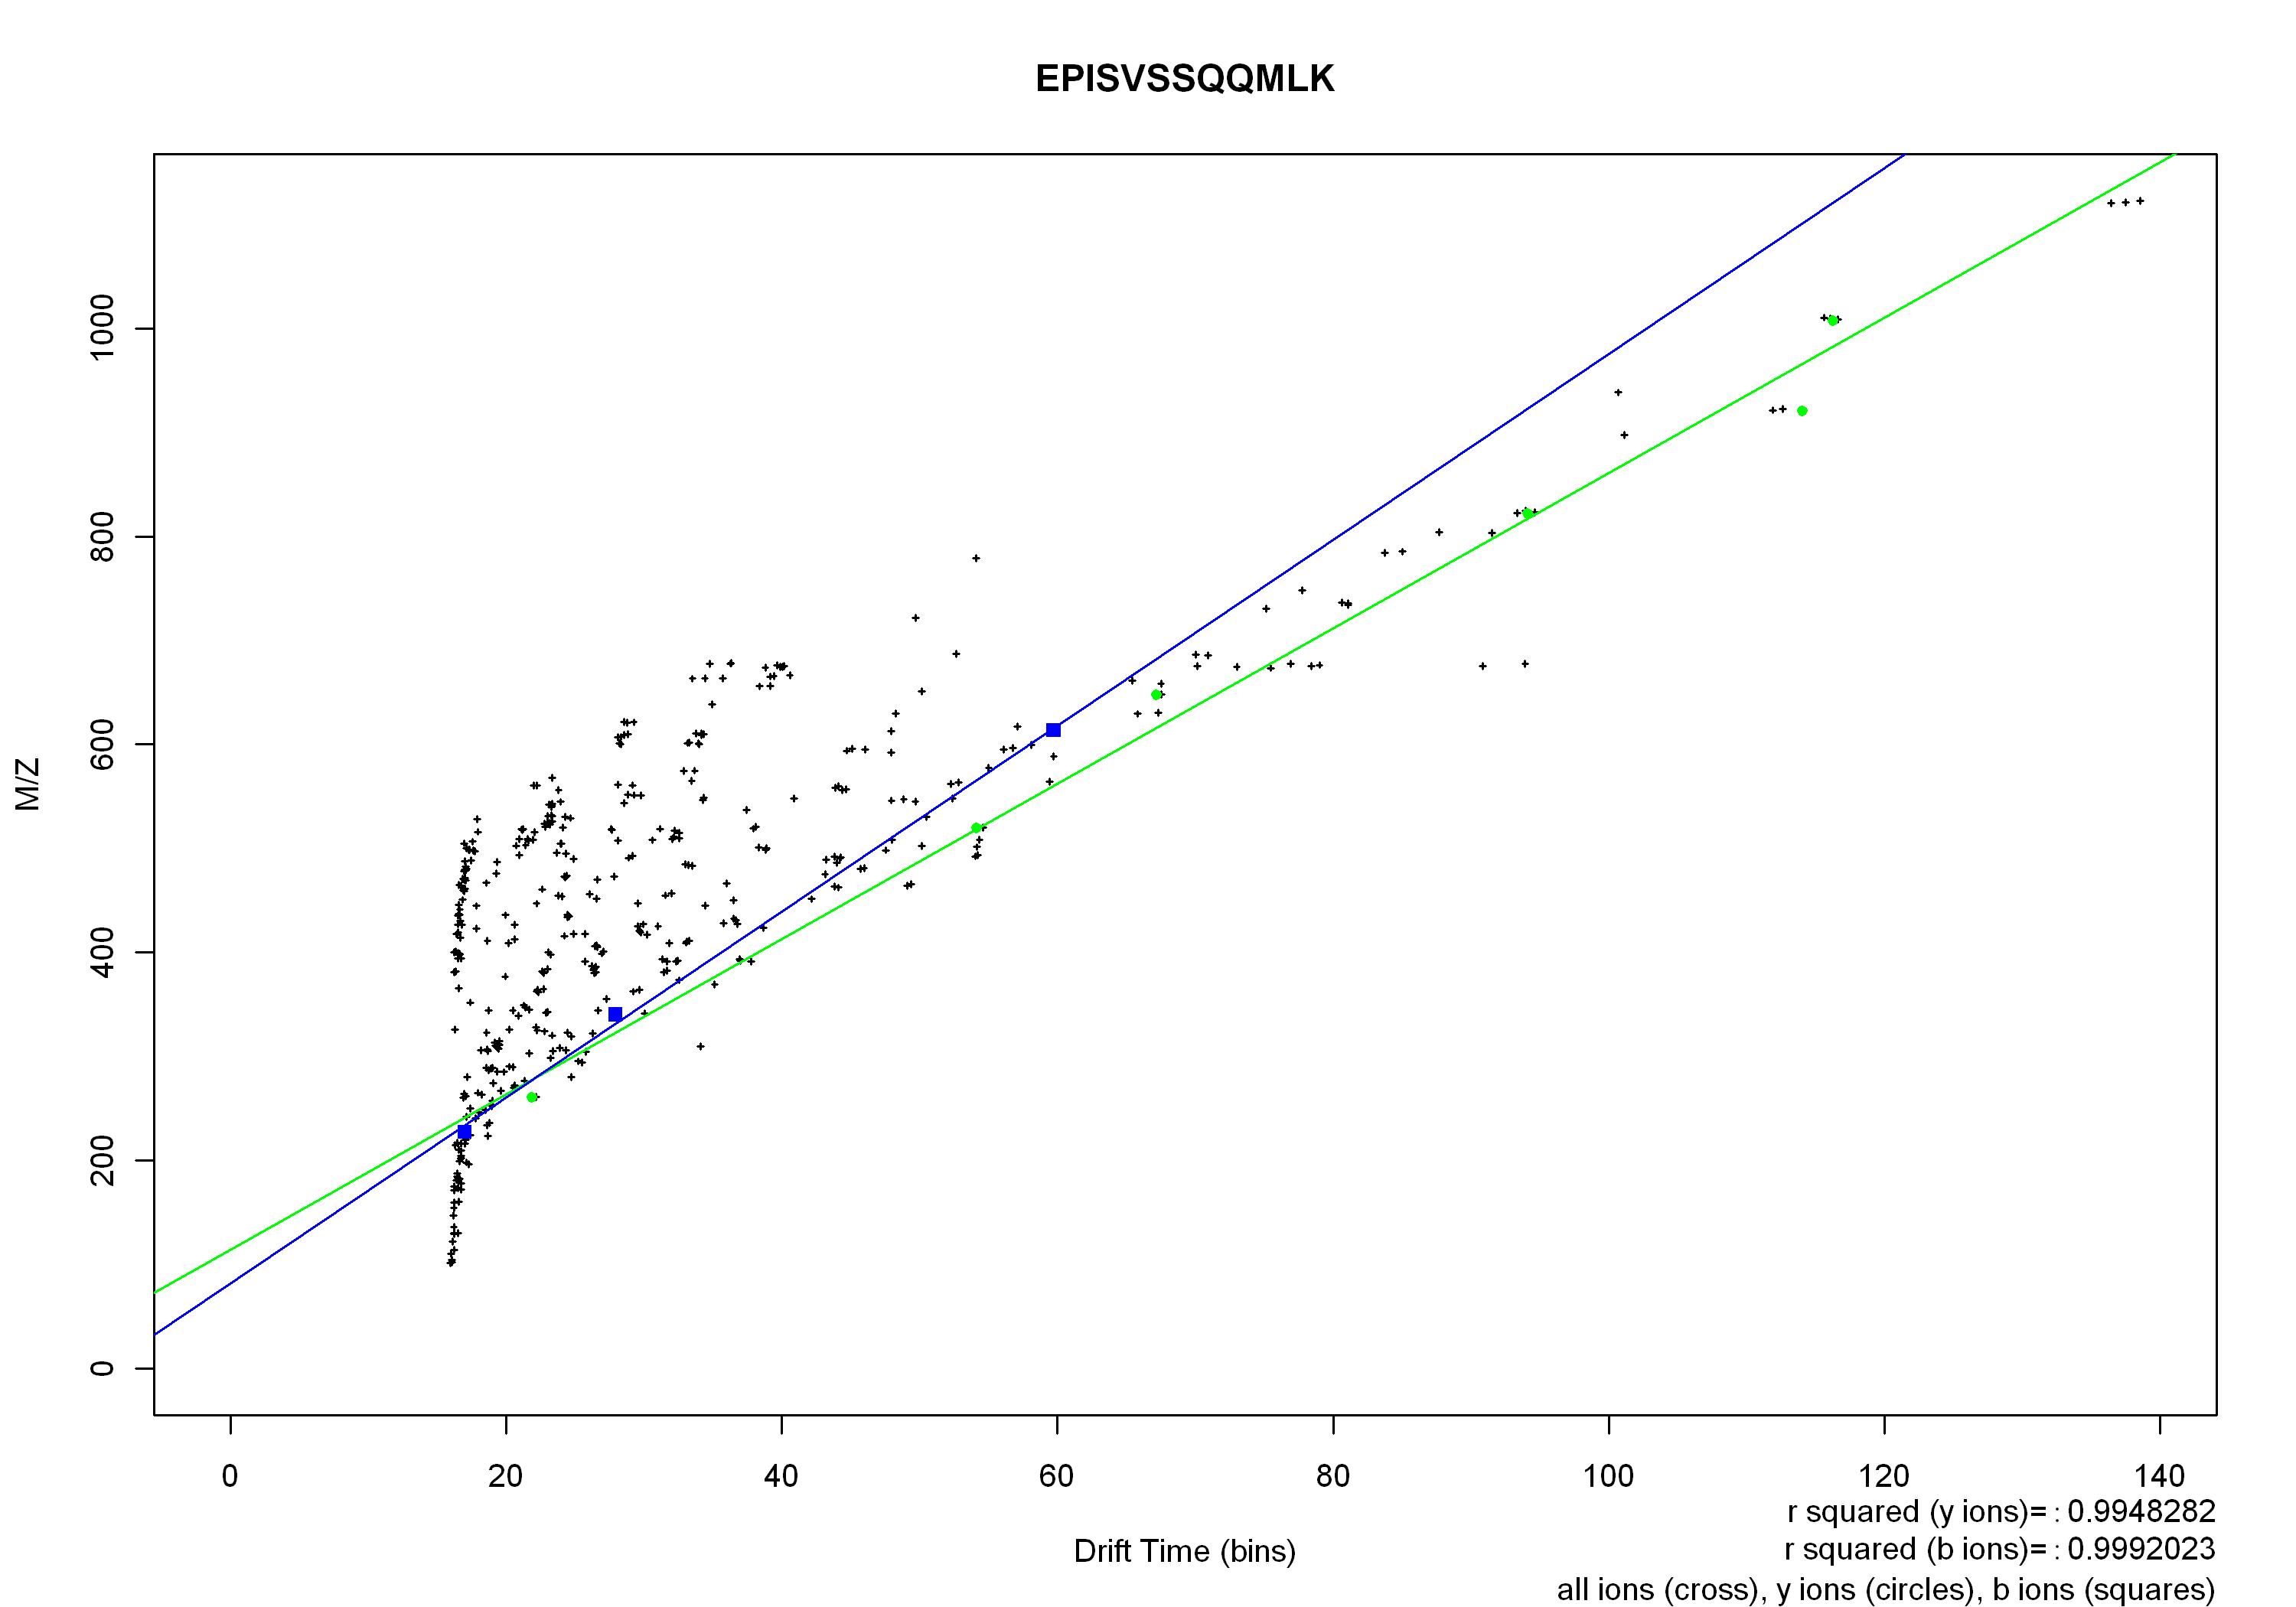 EPISVSSQQMLK
M/Z
1000
800
600
400
200
0
0 20 40 60 80 100 120 140
Drift Time (bins)
r squared (y ions)= : 0.9948282
r squared (b ions)= : 0.9992023
all ions (cross), y ions (circles), b ions (squares)